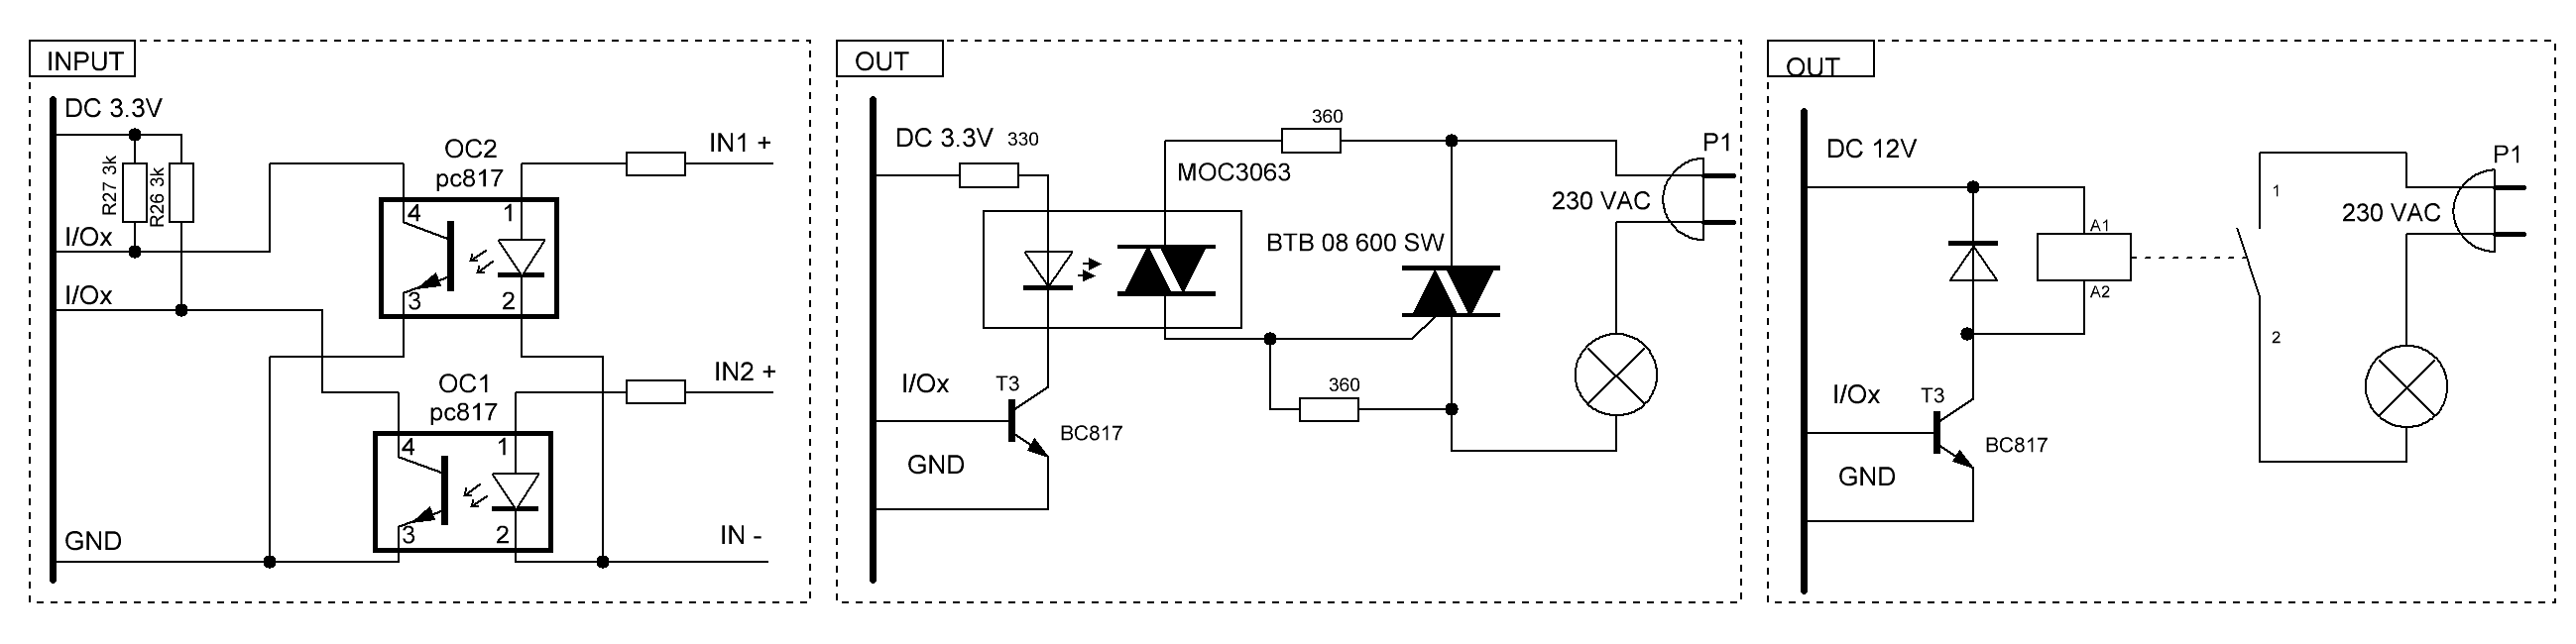 INPUT
DC 3.3V
R27 3k
R26 3k
I/Ox
I/Ox
GND
OC2
pc817
4
1
3
2
IN1 +
OC1
pc817
4
1
3
2
IN2 +
IN -
OUT
DC 3.3V
330
MOC3063
360
BTB 08 600 SW
P1
230 VAC
I/Ox
T3
BC817
360
GND
OUT
DC 12V
A1
A2
1
2
P1
230 VAC
I/Ox
T3
BC817
GND